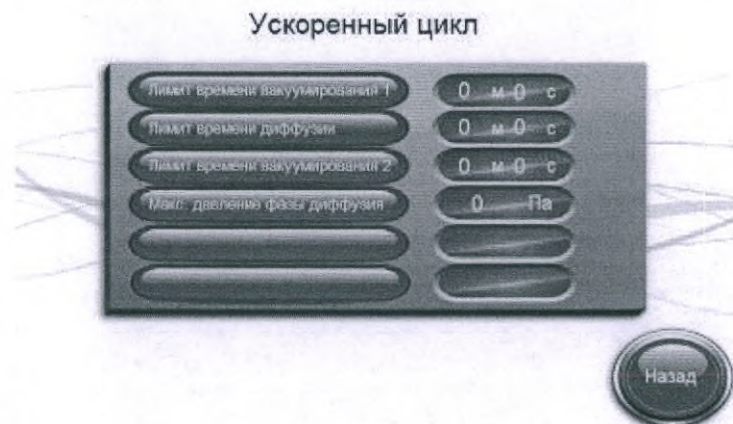 Ускоренный цикл
Лимит времени вакуумирования 1 0 м 0 с
Лимит времени диффузии 0 м 0 с
Лимит времени вакуумирования 2 0 м 0 с
Макс. давление фазы диффузия 0 Па
Назад